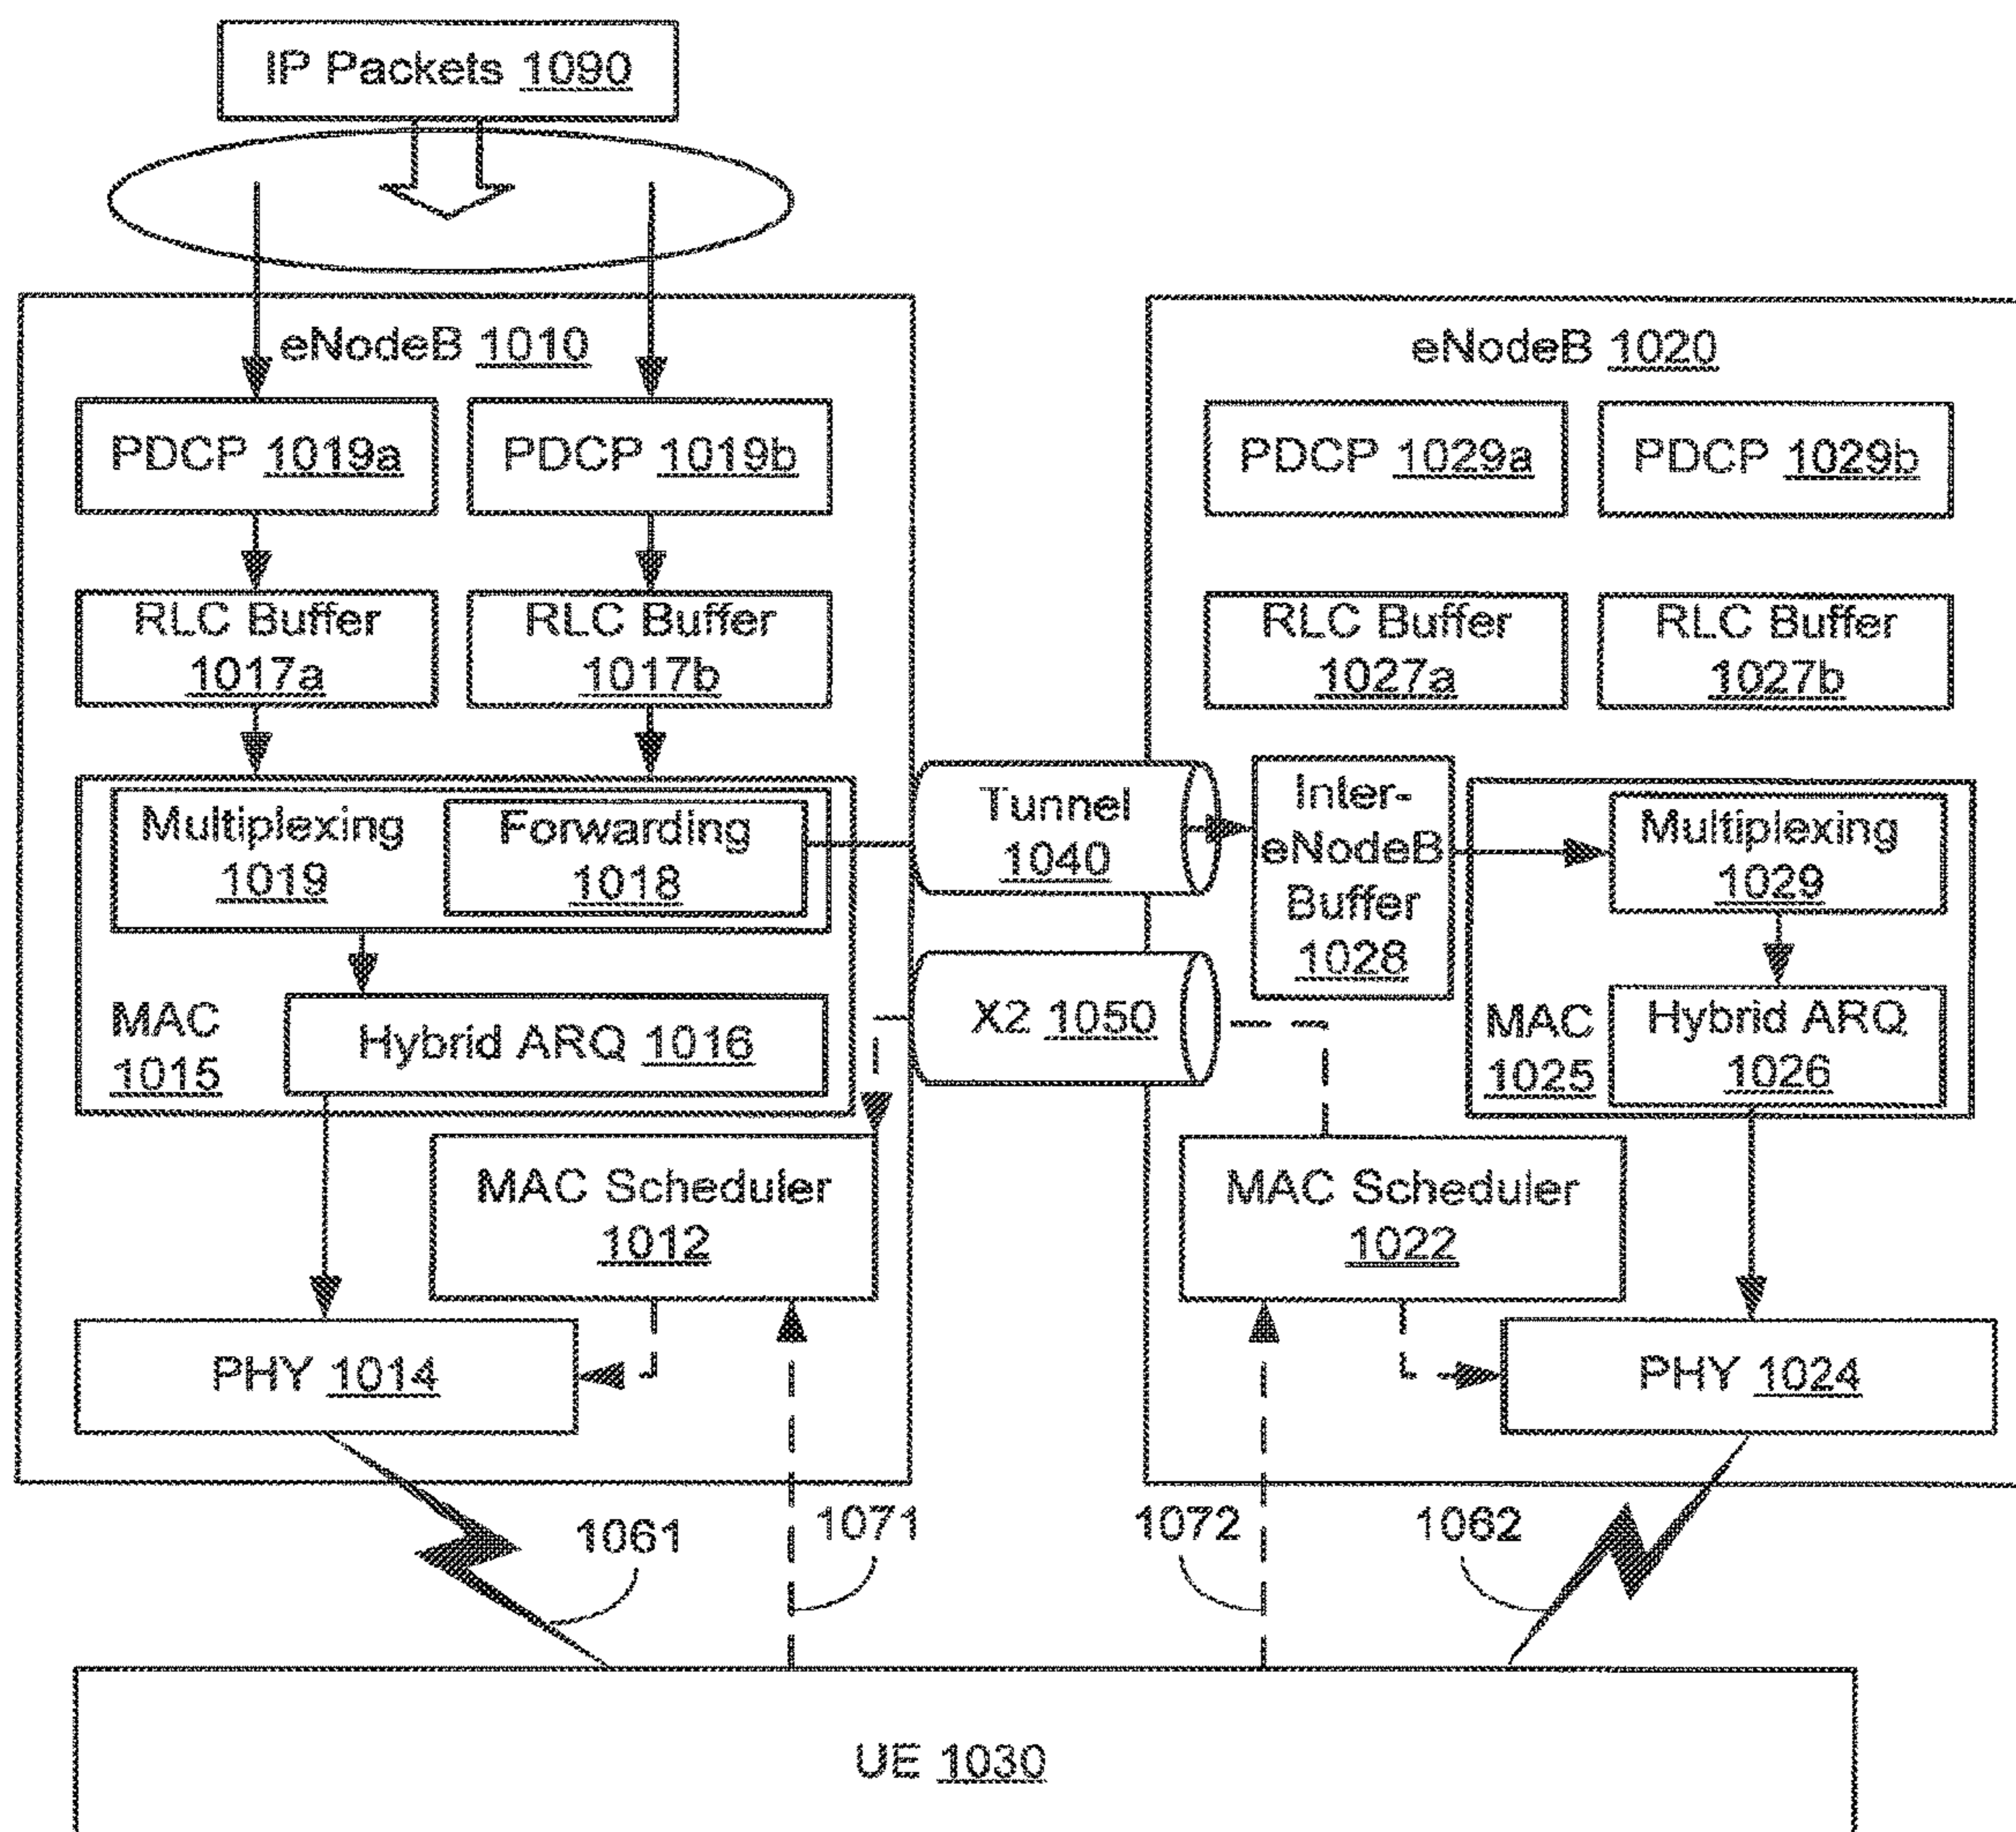 IP Packets 1090
eNodeB 1010
eNodeB 1020
PDCP 1019a
PDCP 1019b
PDCP 1029a
PDCP 1029b
RLC Buffer
1017a
RLC Buffer
1017b
RLC Buffer
1027a
RLC Buffer
1027b
Multiplexing
1019
Forwarding
1018
Tunnel
1040
Inter-
eNodeB
Buffer
1028
Multiplexing
1029
MAC
1015
Hybrid ARQ 1016
X2 1050
MAC
1025
Hybrid ARQ
1026
MAC Scheduler
1012
MAC Scheduler
1022
PHY 1014
PHY 1024
1061
1071
1072
1062
UE 1030